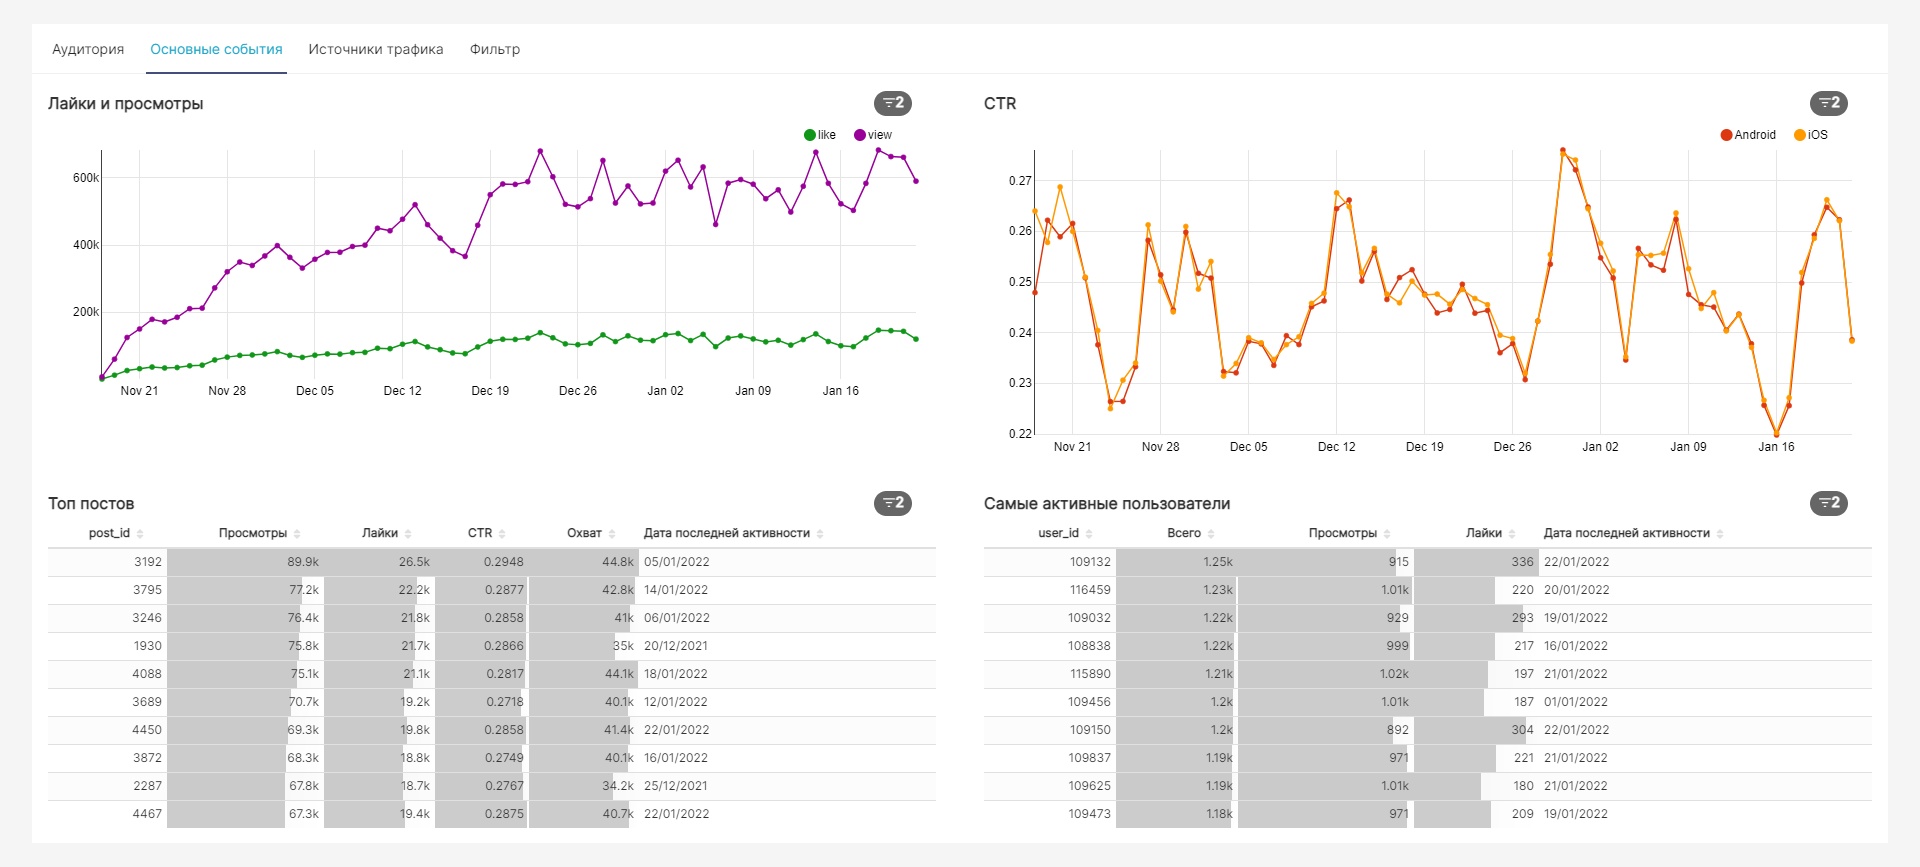 Аудитория Основные события Источники трафика Фильтр
Лайки и просмотры 2
like view
600k
400k
200k
Nov 21 Nov 28 Dec 05 Dec 12 Dec 19 Dec 26 Jan 02 Jan 09 Jan 16
CTR 2
Android iOS
0.27
0.26
0.25
0.24
0.23
0.22
Nov 21 Nov 28 Dec 05 Dec 12 Dec 19 Dec 26 Jan 02 Jan 09 Jan 16
Топ постов 2
post_id Просмотры Лайки CTR Охват Дата последней активности
3192 89.9k 26.5k 0.2948 44.8k 05/01/2022
3795 77.2k 22.2k 0.2877 42.8k 14/01/2022
3246 76.4k 21.8k 0.2858 41k 06/01/2022
1930 75.8k 21.7k 0.2866 35k 20/12/2021
4088 75.1k 21.1k 0.2817 44.1k 18/01/2022
3689 70.7k 19.2k 0.2718 40.1k 12/01/2022
4450 69.3k 19.8k 0.2858 41.4k 22/01/2022
3872 68.3k 18.8k 0.2749 40.1k 16/01/2022
2287 67.8k 18.7k 0.2767 34.2k 25/12/2021
4467 67.3k 19.4k 0.2875 40.7k 22/01/2022
Самые активные пользователи 2
user_id Всего Просмотры Лайки Дата последней активности
109132 1.25k 915 336 22/01/2022
116459 1.23k 1.01k 220 20/01/2022
109032 1.22k 929 293 19/01/2022
108838 1.22k 999 217 16/01/2022
115890 1.21k 1.02k 197 21/01/2022
109456 1.2k 1.01k 187 01/01/2022
109150 1.2k 892 304 22/01/2022
109837 1.19k 971 221 21/01/2022
109625 1.19k 1.01k 180 21/01/2022
109473 1.18k 971 209 19/01/2022